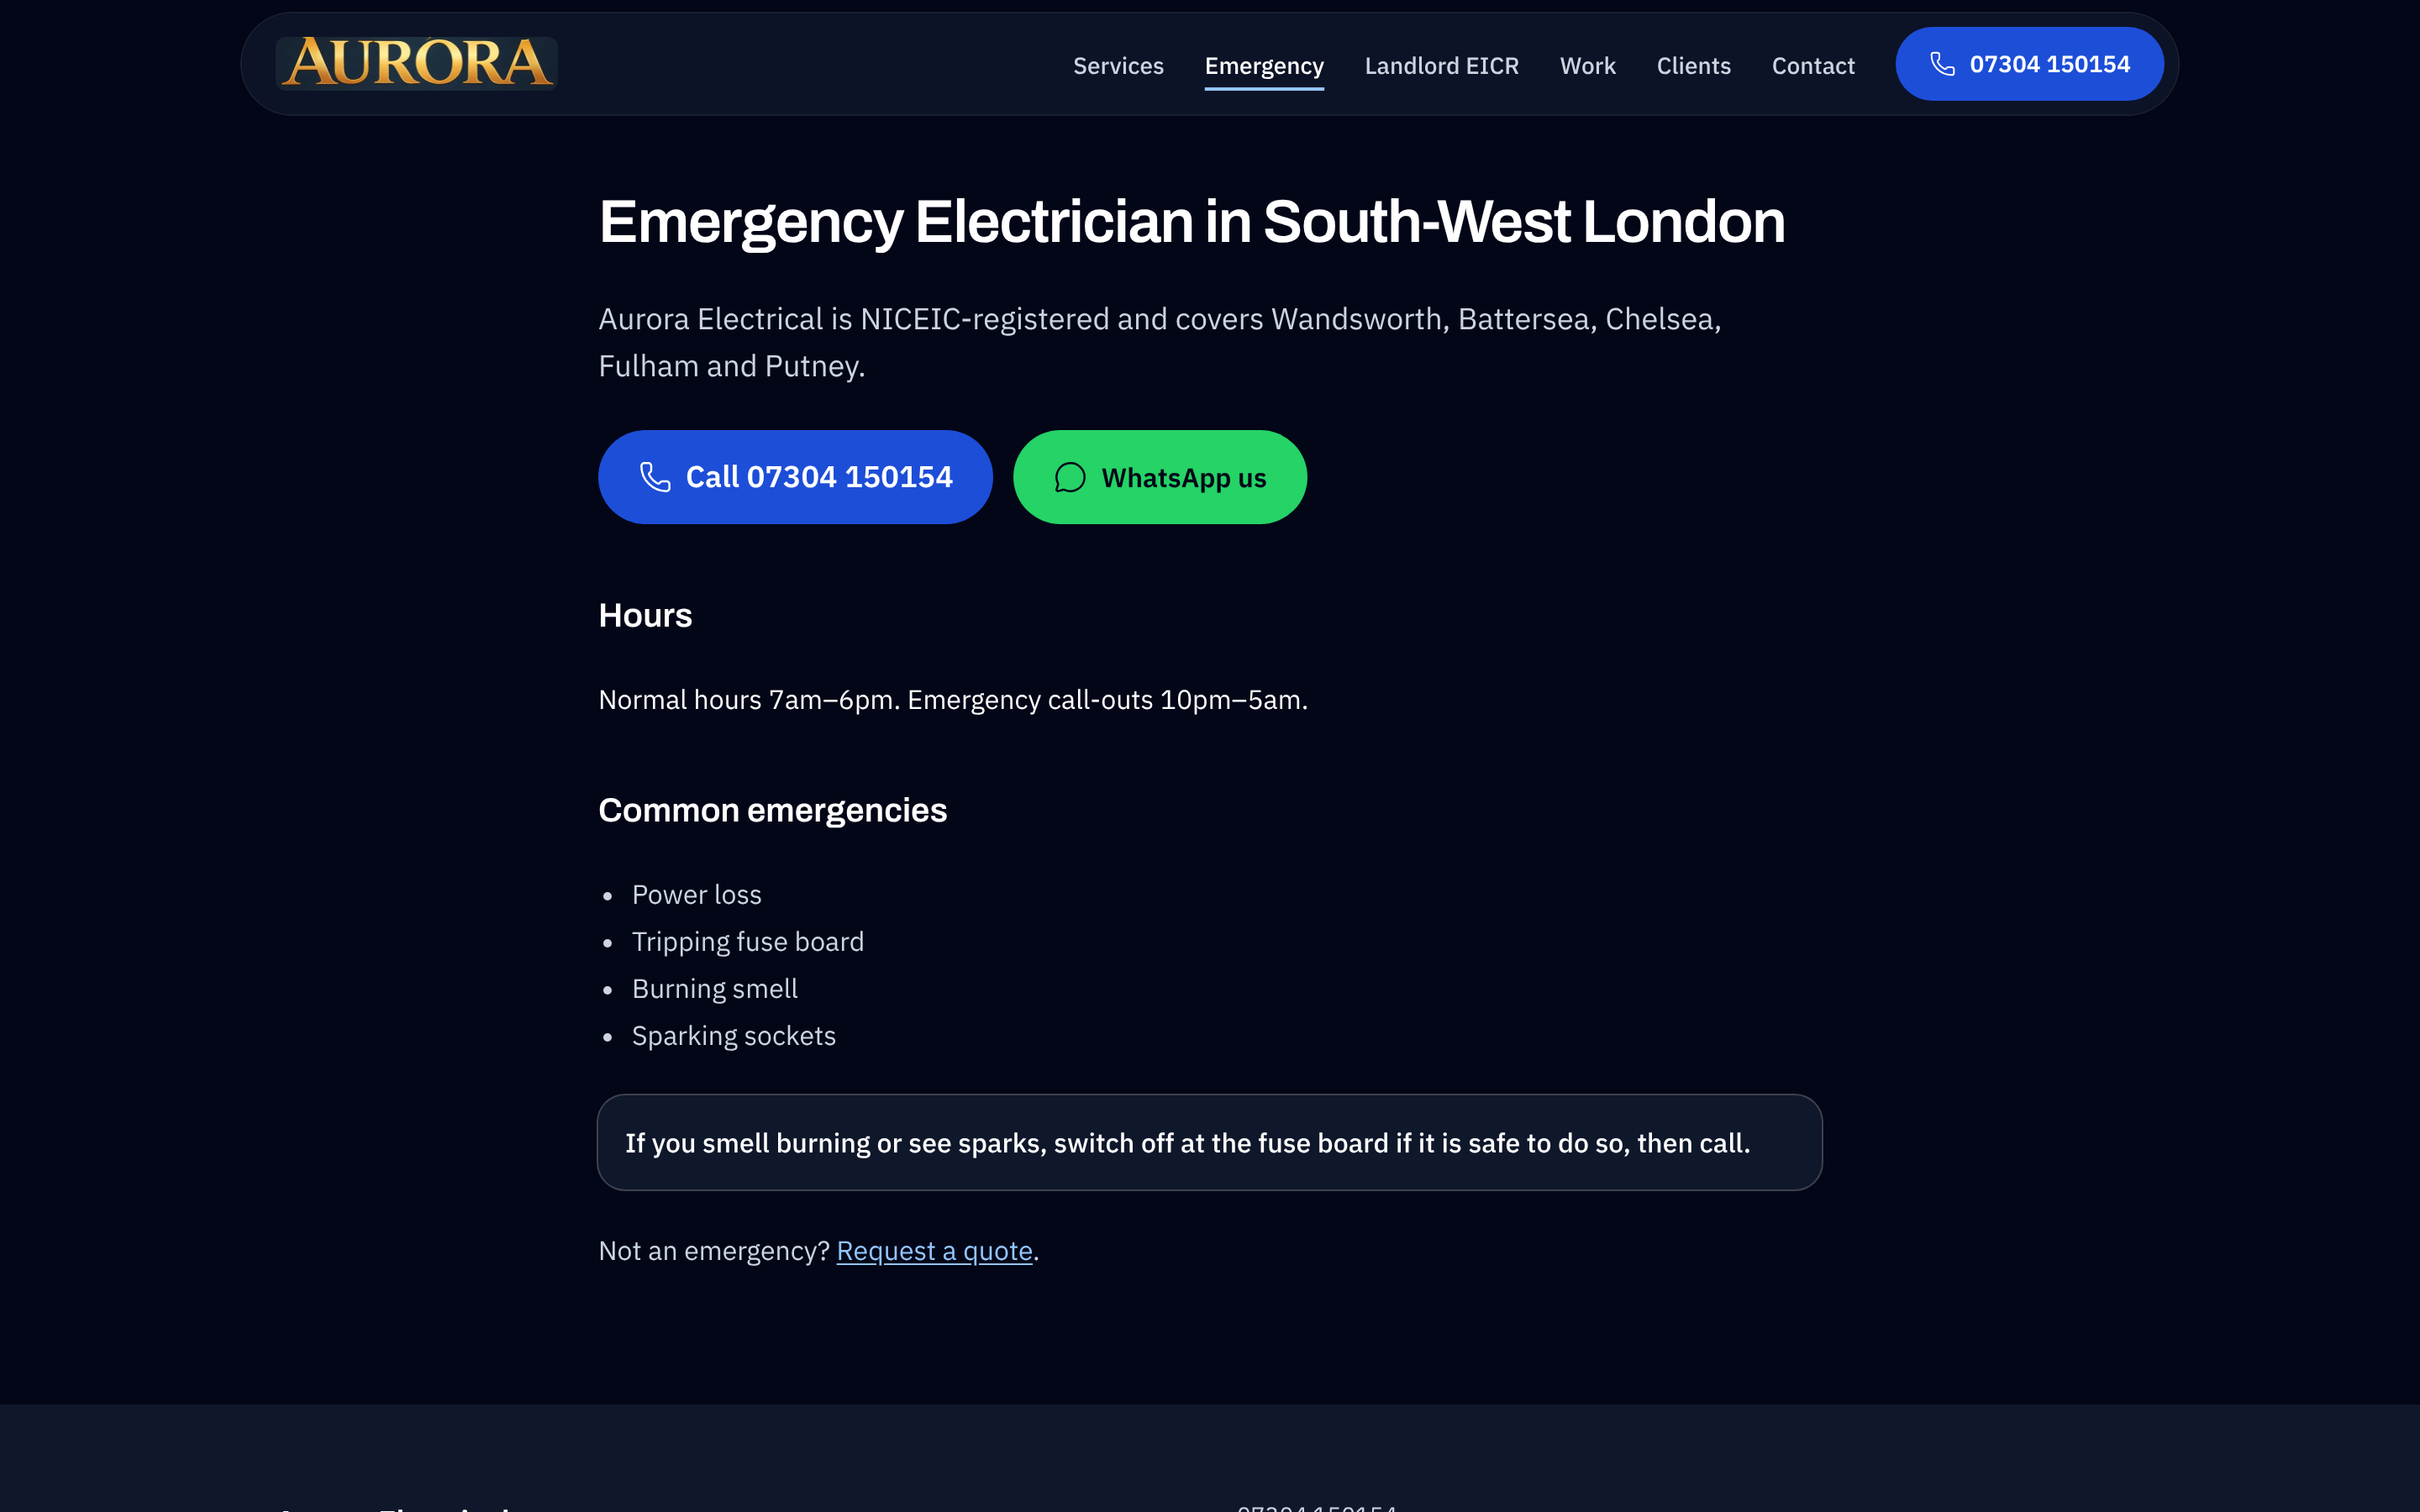 AURORA
Services
Emergency
Landlord EICR
Work
Clients
Contact
07304 150154
Emergency Electrician in South-West London
Aurora Electrical is NICEIC-registered and covers Wandsworth, Battersea, Chelsea,
Fulham and Putney.
Call 07304 150154
WhatsApp us
Hours
Normal hours 7am–6pm. Emergency call-outs 10pm–5am.
Common emergencies
• Power loss
• Tripping fuse board
• Burning smell
• Sparking sockets
If you smell burning or see sparks, switch off at the fuse board if it is safe to do so, then call.
Not an emergency? Request a quote.